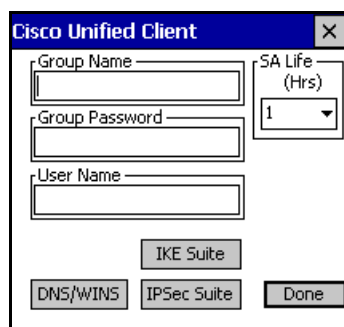 Cisco Unified Client
Group Name
SA Life
(Hrs)
1
Group Password
User Name
IKE Suite
DNS/WINS
IPSec Suite
Done